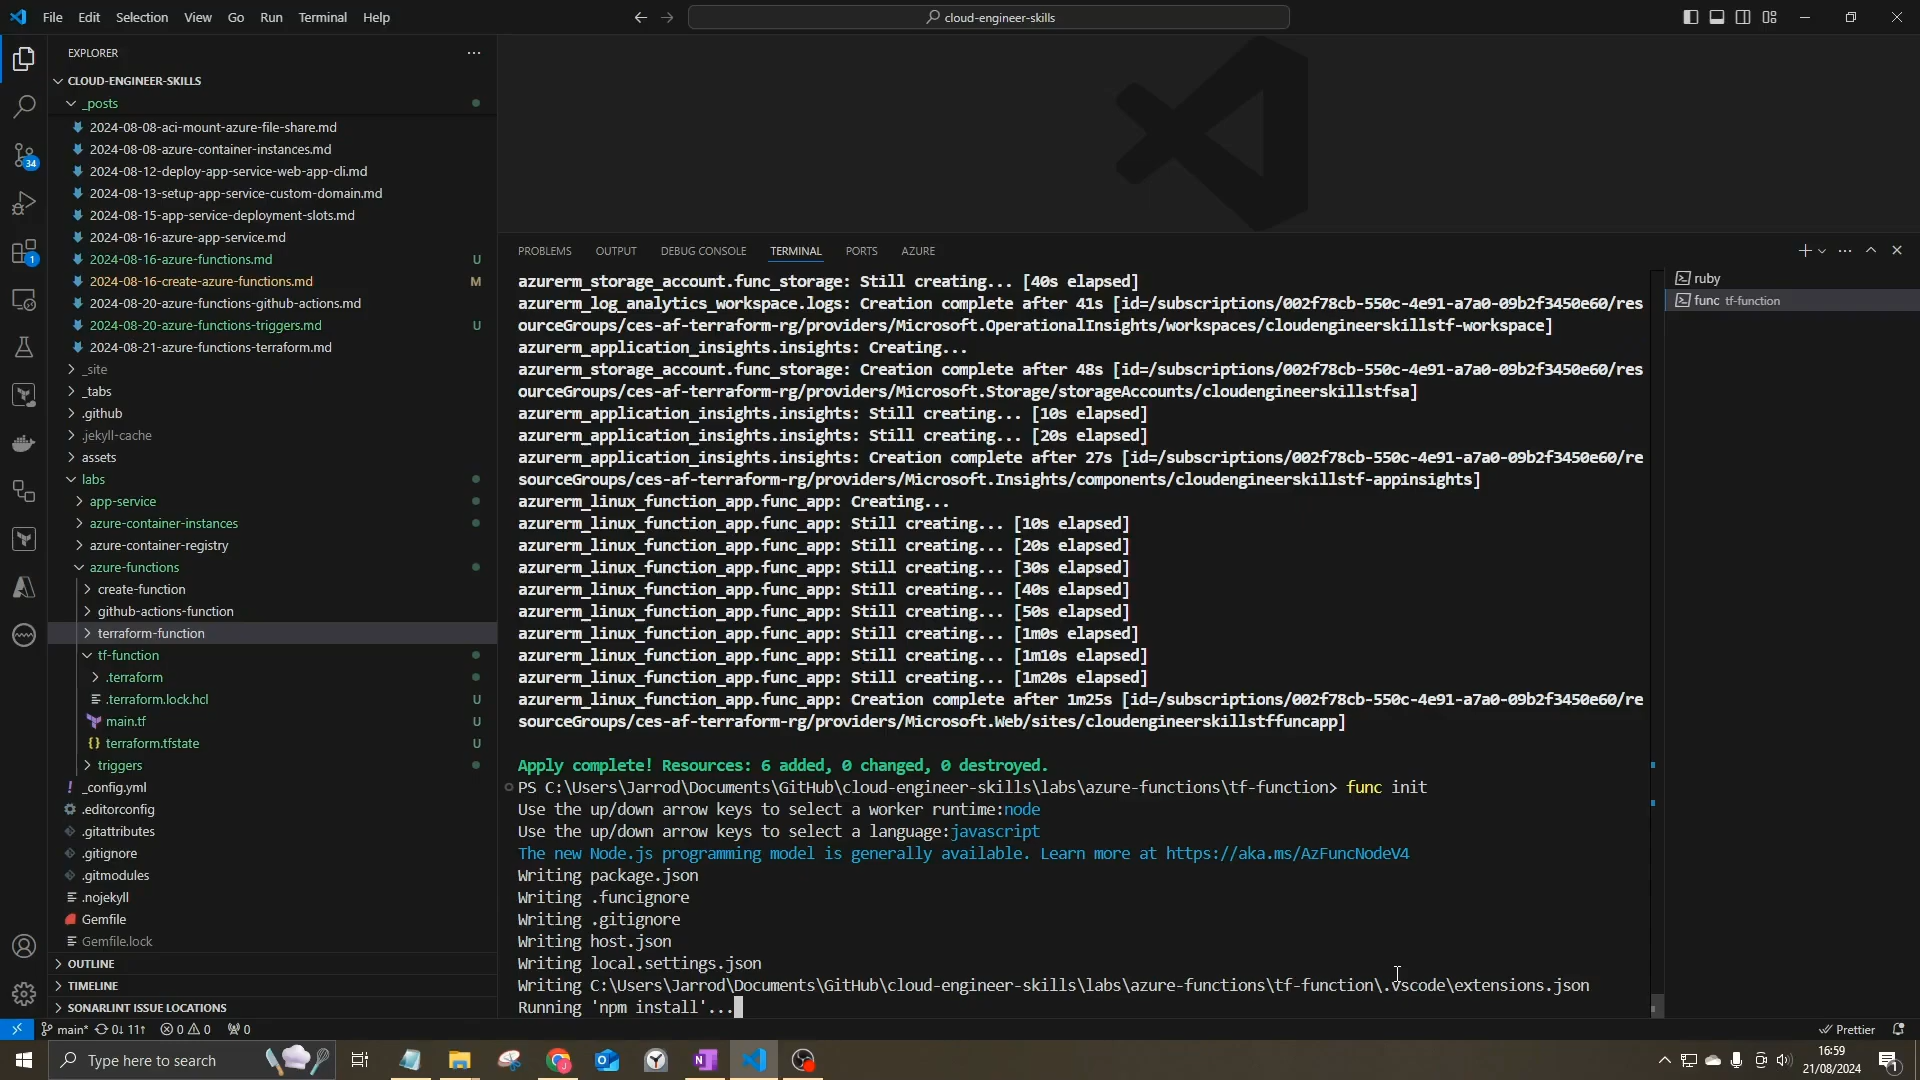 File Edit Selection View Go Run Terminal Help
cloud-engineer-skills
EXPLORER
CLOUD-ENGINEER-SKILLS
_posts
2024-08-08-aci-mount-azure-file-share.md
2024-08-08-azure-container-instances.md
2024-08-12-deploy-app-service-web-app-cli.md
2024-08-13-setup-app-service-custom-domain.md
2024-08-15-app-service-deployment-slots.md
2024-08-16-azure-app-service.md
2024-08-16-azure-functions.md U
2024-08-16-create-azure-functions.md M
2024-08-20-azure-functions-github-actions.md
2024-08-20-azure-functions-triggers.md U
2024-08-21-azure-functions-terraform.md
_site
_tabs
.github
.jekyll-cache
assets
labs
app-service
azure-container-instances
azure-container-registry
azure-functions
create-function
github-actions-function
terraform-function
tf-function
.terraform
.terraform.lock.hcl U
main.tf U
terraform.tfstate U
triggers
_config.yml
.editorconfig
.gitattributes
.gitignore
.gitmodules
.nojekyll
Gemfile
Gemfile.lock
OUTLINE
TIMELINE
SONARLINT ISSUE LOCATIONS
34
1
PROBLEMS OUTPUT DEBUG CONSOLE TERMINAL PORTS AZURE
ruby
func tf-function
azurerm_storage_account.func_storage: Still creating... [40s elapsed]
azurerm_log_analytics_workspace.logs: Creation complete after 41s [id=/subscriptions/002f78cb-550c-4e91-a7a0-09b2f3450e60/res
ourceGroups/ces-af-terraform-rg/providers/Microsoft.OperationalInsights/workspaces/cloudengineerskillstf-workspace]
azurerm_application_insights.insights: Creating...
azurerm_storage_account.func_storage: Creation complete after 48s [id=/subscriptions/002f78cb-550c-4e91-a7a0-09b2f3450e60/res
ourceGroups/ces-af-terraform-rg/providers/Microsoft.Storage/storageAccounts/cloudengineerskillstfsa]
azurerm_application_insights.insights: Still creating... [10s elapsed]
azurerm_application_insights.insights: Still creating... [20s elapsed]
azurerm_application_insights.insights: Creation complete after 27s [id=/subscriptions/002f78cb-550c-4e91-a7a0-09b2f3450e60/re
sourceGroups/ces-af-terraform-rg/providers/Microsoft.Insights/components/cloudengineerskillstf-appinsights]
azurerm_linux_function_app.func_app: Creating...
azurerm_linux_function_app.func_app: Still creating... [10s elapsed]
azurerm_linux_function_app.func_app: Still creating... [20s elapsed]
azurerm_linux_function_app.func_app: Still creating... [30s elapsed]
azurerm_linux_function_app.func_app: Still creating... [40s elapsed]
azurerm_linux_function_app.func_app: Still creating... [50s elapsed]
azurerm_linux_function_app.func_app: Still creating... [1m0s elapsed]
azurerm_linux_function_app.func_app: Still creating... [1m10s elapsed]
azurerm_linux_function_app.func_app: Still creating... [1m20s elapsed]
azurerm_linux_function_app.func_app: Creation complete after 1m25s [id=/subscriptions/002f78cb-550c-4e91-a7a0-09b2f3450e60/re
sourceGroups/ces-af-terraform-rg/providers/Microsoft.Web/sites/cloudengineerskillstffuncapp]
Apply complete! Resources: 6 added, 0 changed, 0 destroyed.
PS C:\Users\Jarrod\Documents\GitHub\cloud-engineer-skills\labs\azure-functions\tf-function> func init
Use the up/down arrow keys to select a worker runtime:node
Use the up/down arrow keys to select a language:javascript
The new Node.js programming model is generally available. Learn more at https://aka.ms/AzFuncNodeV4
Writing package.json
Writing .funcignore
Writing .gitignore
Writing host.json
Writing local.settings.json
Writing C:\Users\Jarrod\Documents\GitHub\cloud-engineer-skills\labs\azure-functions\tf-function\.vscode\extensions.json
Running 'npm install'...
main* 0↓ 11↑ 0 0 0 Prettier
Type here to search
16:59
21/08/2024
1